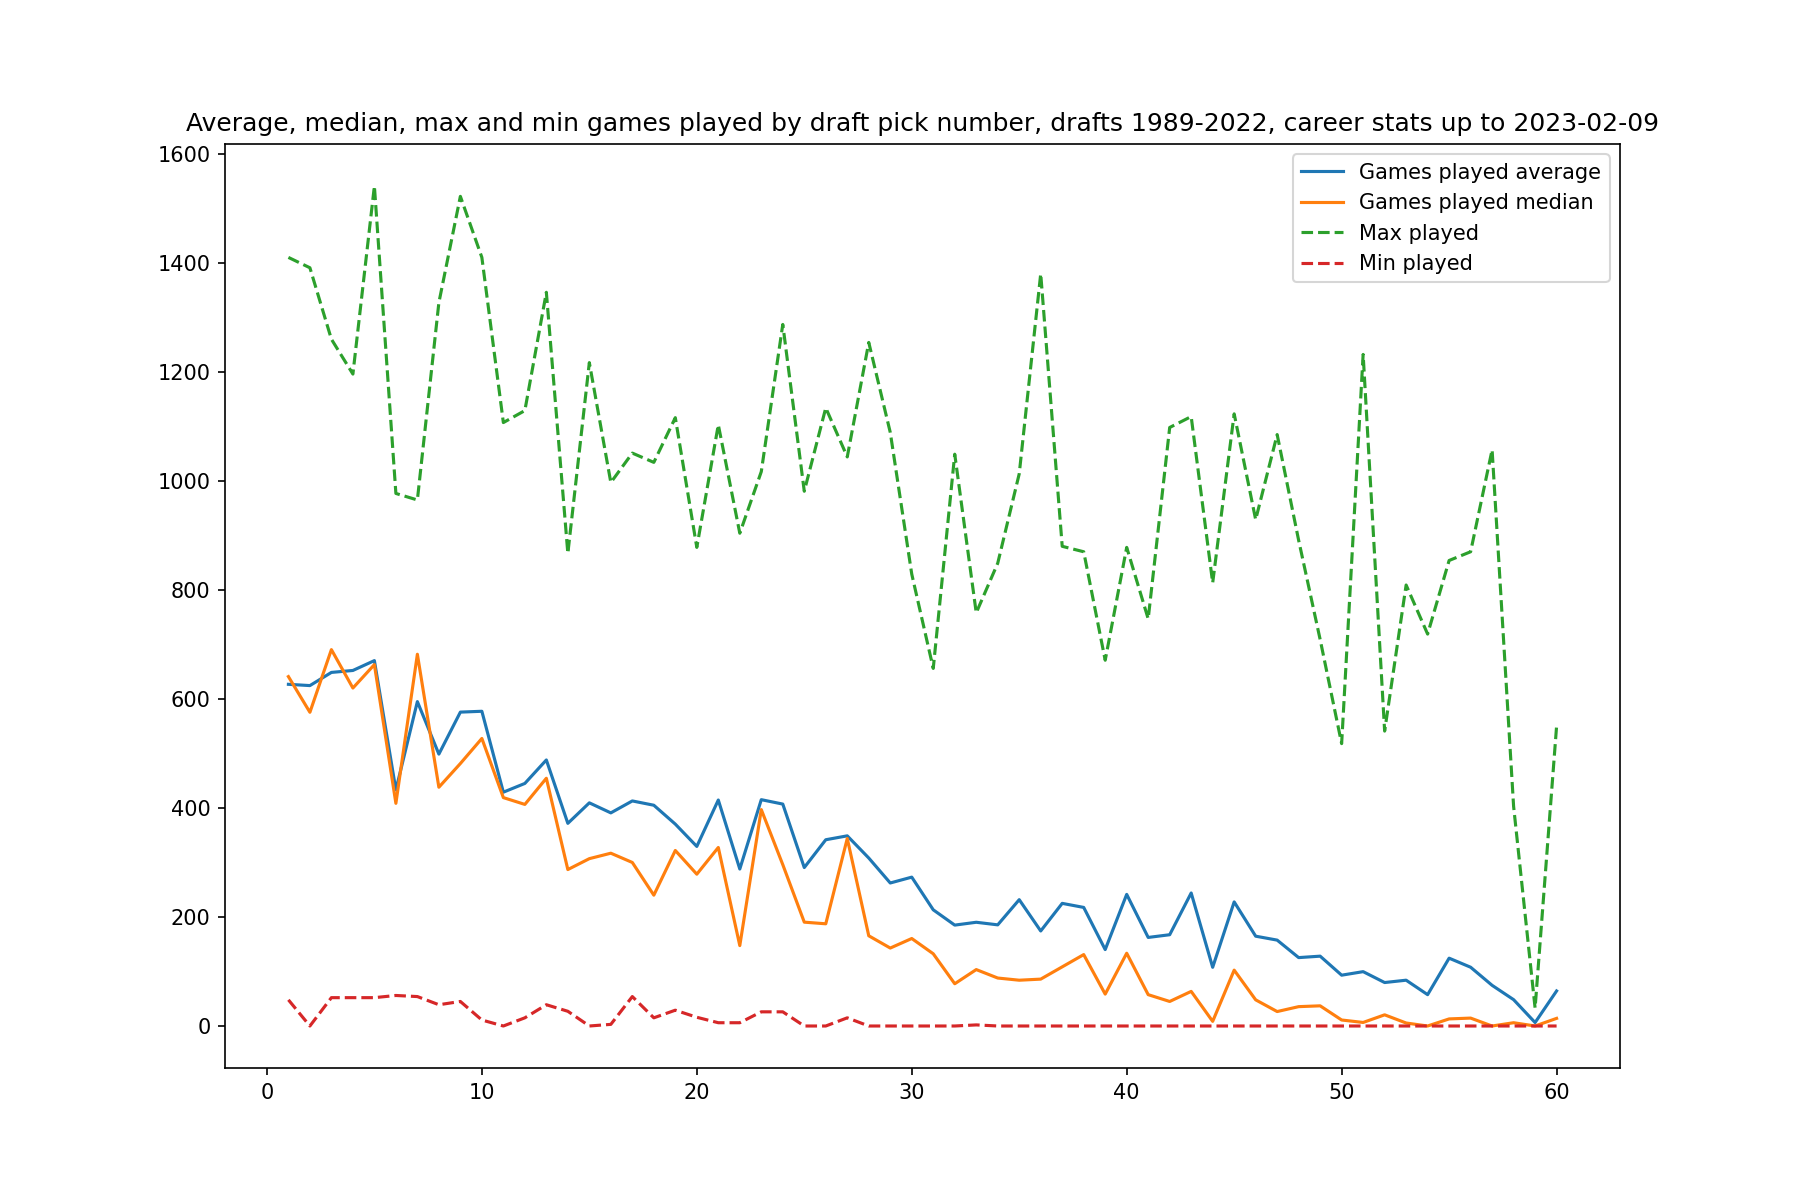 Average, median, max and min games played by draft pick number, drafts 1989-2022, career stats up to 2023-02-09
1600
1400
1200
1000
800
600
400
200
0
Games played average
Games played median
Max played
Min played
0 10 20 30 40 50 60